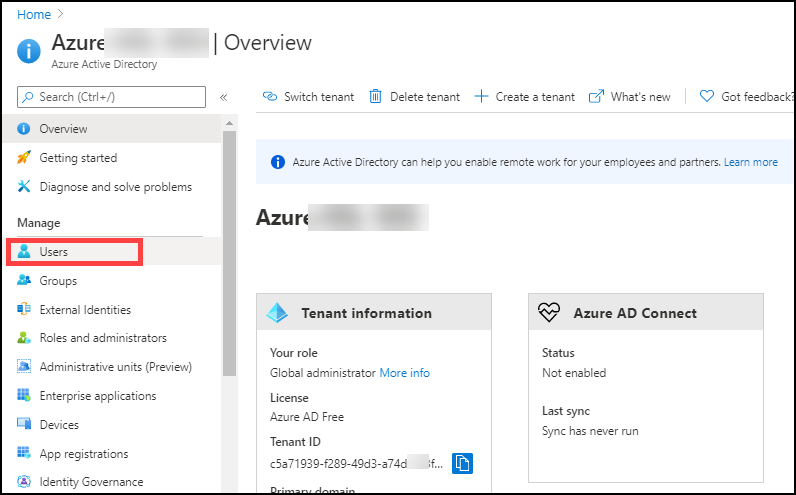 Home >
Azure | Overview
Azure Active Directory
Search (Ctrl+/)
«
Switch tenant
Delete tenant
Create a tenant
What's new
Got feedback?
Overview
Getting started
Diagnose and solve problems
Manage
Users
Groups
External Identities
Roles and administrators
Administrative units (Preview)
Enterprise applications
Devices
App registrations
Identity Governance
Azure Active Directory can help you enable remote work for your employees and partners. Learn more
Azure
Tenant information
Your role
Global administrator More info
License
Azure AD Free
Tenant ID
c5a71939-f289-49d3-a74d f...
Primary domain
Azure AD Connect
Status
Not enabled
Last sync
Sync has never run